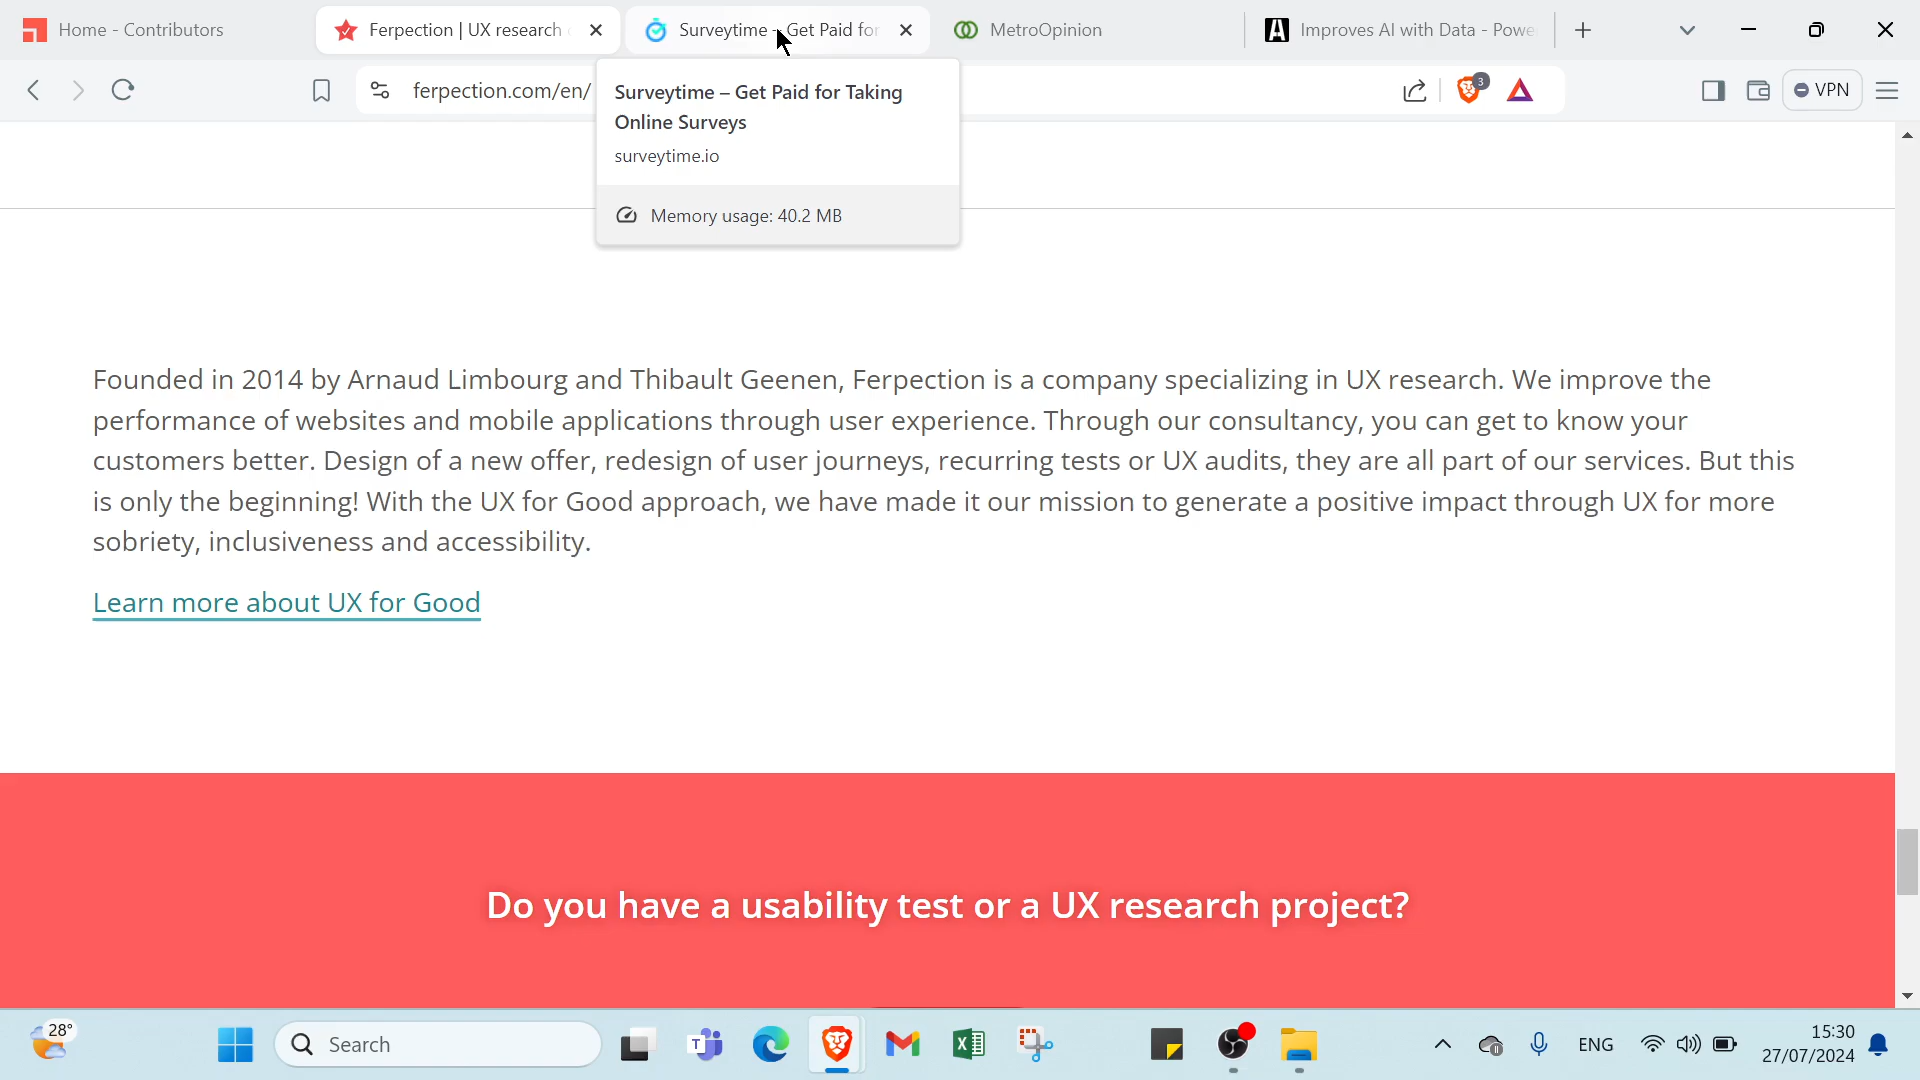 Home - Contributors
Ferpection | UX research
Surveytime - Get Paid for
MetroOpinion
Improves AI with Data - Powe
ferpection.com/en/
3
VPN
Surveytime – Get Paid for Taking
Online Surveys
surveytime.io
Memory usage: 40.2 MB
Founded in 2014 by Arnaud Limbourg and Thibault Geenen, Ferpection is a company specializing in UX research. We improve the
performance of websites and mobile applications through user experience. Through our consultancy, you can get to know your
customers better. Design of a new offer, redesign of user journeys, recurring tests or UX audits, they are all part of our services. But this
is only the beginning! With the UX for Good approach, we have made it our mission to generate a positive impact through UX for more
sobriety, inclusiveness and accessibility.
Learn more about UX for Good
Do you have a usability test or a UX research project?
28°
Search
ENG
15:30
27/07/2024